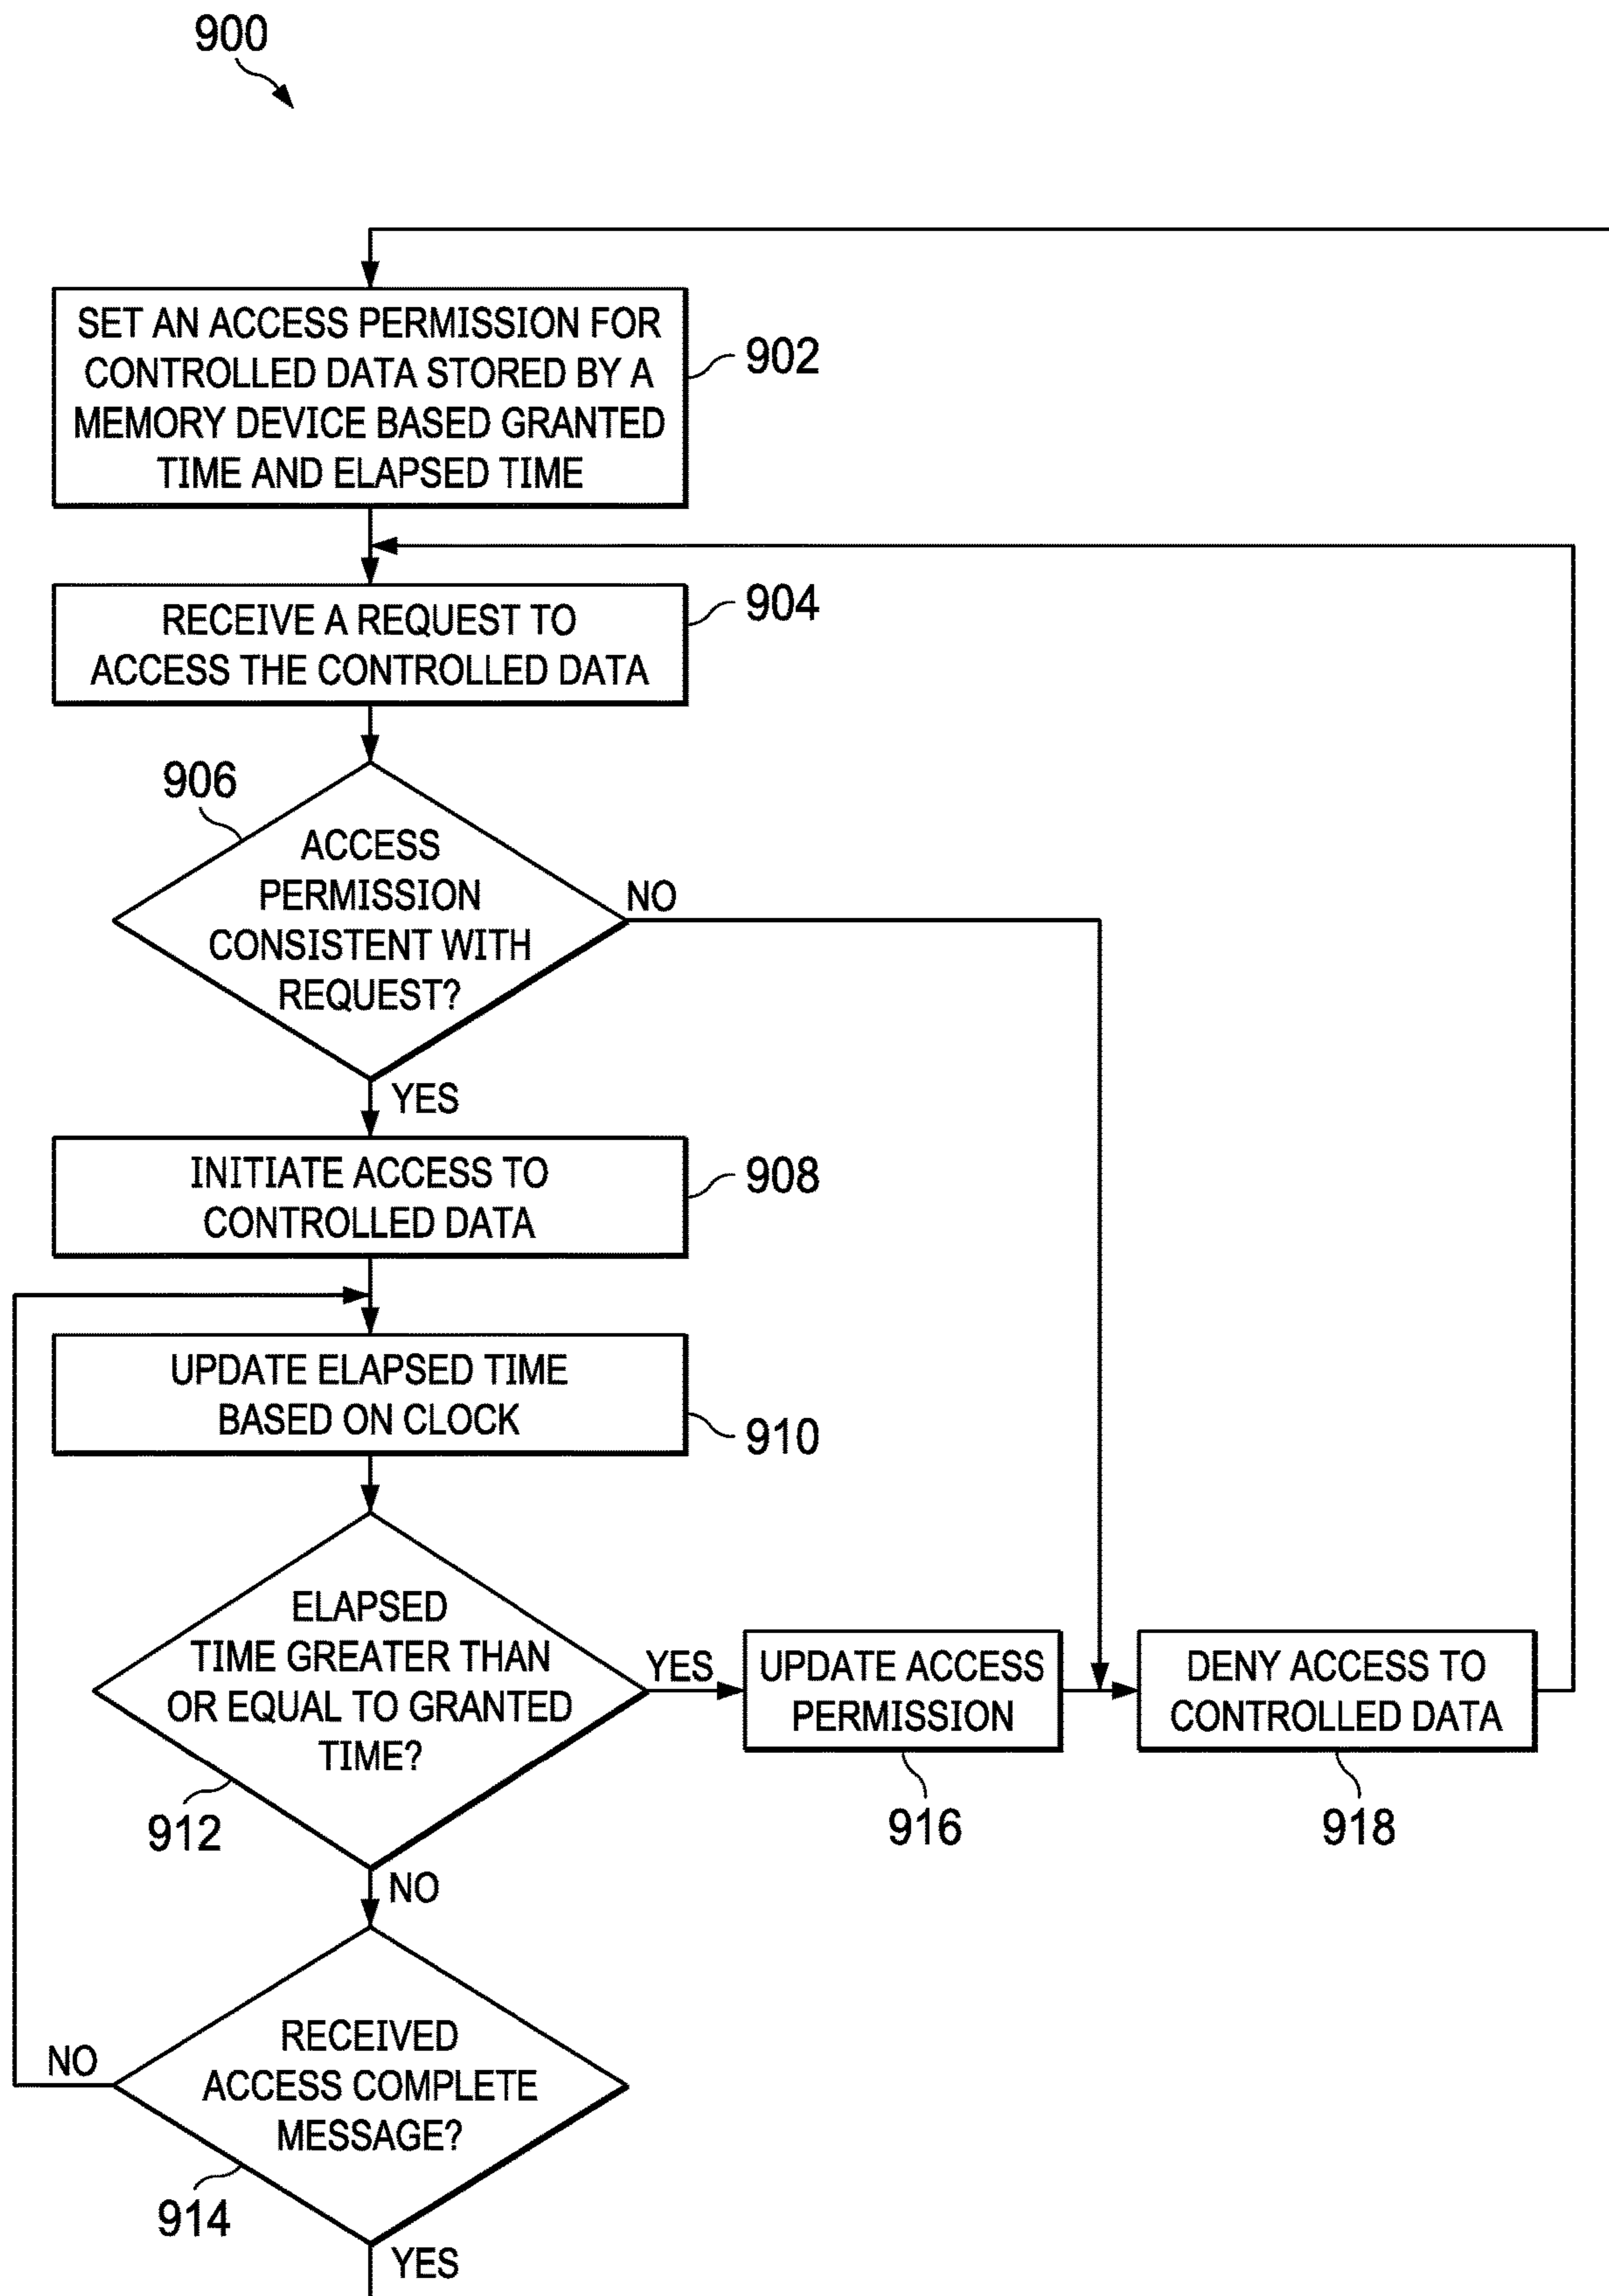 900
SET AN ACCESS PERMISSION FOR
CONTROLLED DATA STORED BY A
MEMORY DEVICE BASED GRANTED
TIME AND ELAPSED TIME
902
RECEIVE A REQUEST TO
ACCESS THE CONTROLLED DATA
904
906
ACCESS
PERMISSION
CONSISTENT WITH
REQUEST?
NO
YES
INITIATE ACCESS TO
CONTROLLED DATA
908
UPDATE ELAPSED TIME
BASED ON CLOCK
910
ELAPSED
TIME GREATER THAN
OR EQUAL TO GRANTED
TIME?
912
YES
UPDATE ACCESS
PERMISSION
916
DENY ACCESS TO
CONTROLLED DATA
918
NO
RECEIVED
ACCESS COMPLETE
MESSAGE?
NO
914
YES